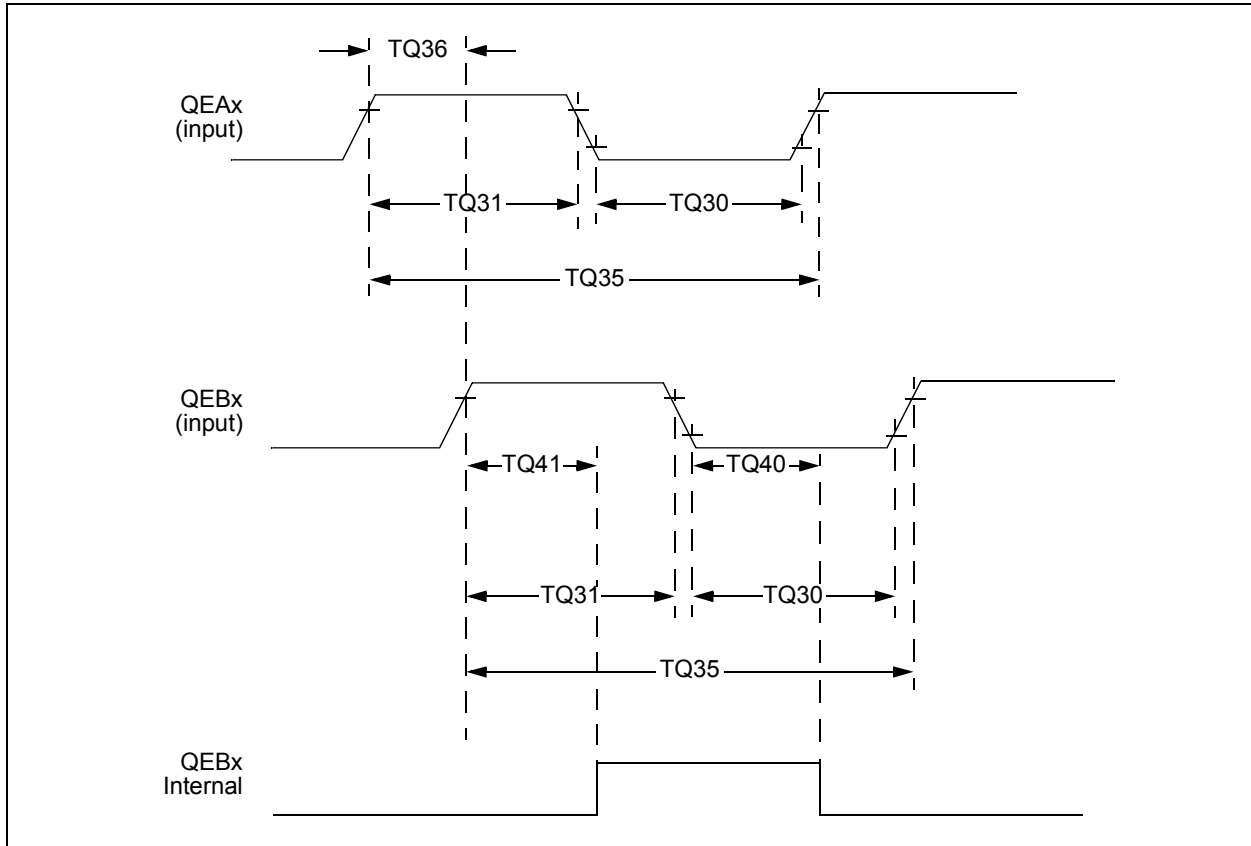 TQ36
QEAx
(input)
TQ31
TQ30
TQ35
QEBx
(input)
TQ41
TQ40
TQ31
TQ30
TQ35
QEBx
Internal